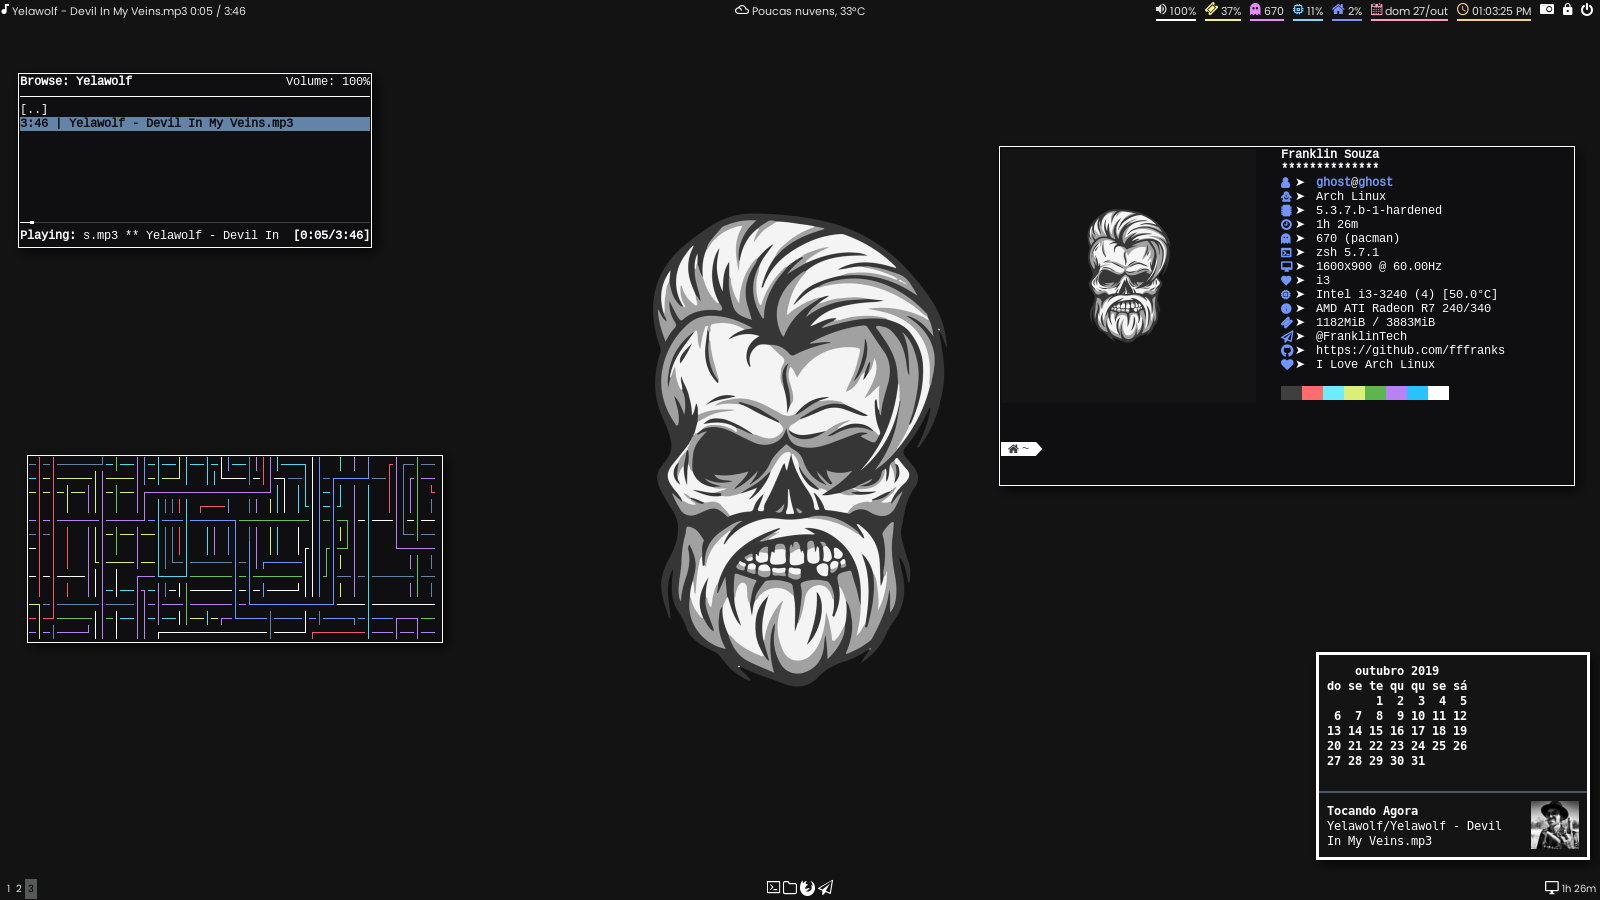 Yelawolf - Devil In My Veins.mp3 0:05 / 3:46
Poucas nuvens, 33°C
100% 37% 670 11% 2% dom 27/out 01:03:25 PM
Browse: Yelawolf Volume: 100%
[..]
3:46 | Yelawolf - Devil In My Veins.mp3
Playing: s.mp3 ** Yelawolf - Devil In [0:05/3:46]
Franklin Souza
**************
ghost@ghost
Arch Linux
5.3.7.b-1-hardened
1h 26m
670 (pacman)
zsh 5.7.1
1600x900 @ 60.00Hz
i3
Intel i3-3240 (4) [50.0°C]
AMD ATI Radeon R7 240/340
1182MiB / 3883MiB
@FranklinTech
https://github.com/fffranks
I Love Arch Linux
~
outubro 2019
do se te qu qu se sá
1 2 3 4 5
6 7 8 9 10 11 12
13 14 15 16 17 18 19
20 21 22 23 24 25 26
27 28 29 30 31
Tocando Agora
Yelawolf/Yelawolf - Devil
In My Veins.mp3
1 2 3
1h 26m